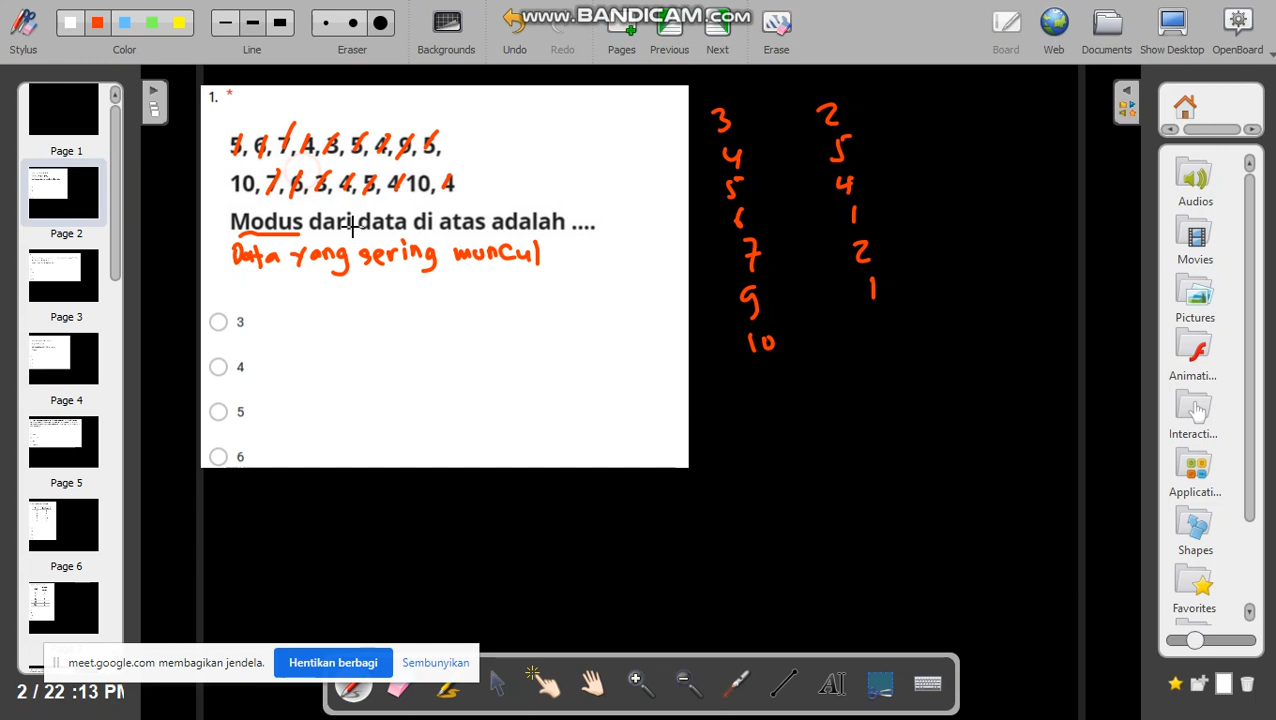 www.BANDICAM.com
Stylus Color Line Eraser Backgrounds Undo Redo Pages Previous Next Erase Board Web Documents Show Desktop OpenBoard
1. *
5, 6, 7, 4, 3, 5, 4, 9, 5,
10, 7, 6, 3, 4, 5, 4 10, 4
Modus dari data di atas adalah ....
Data yang sering muncul
3
4
5
6
3 2
4 5
5 4
6 1
7 2
9 1
10
Page 1
Page 2
Page 3
Page 4
Page 5
Page 6
Audios
Movies
Pictures
Animati...
Interacti...
Applicati...
Shapes
Favorites
meet.google.com membagikan jendela. Hentikan berbagi Sembunyikan
2 / 22 :13 PM